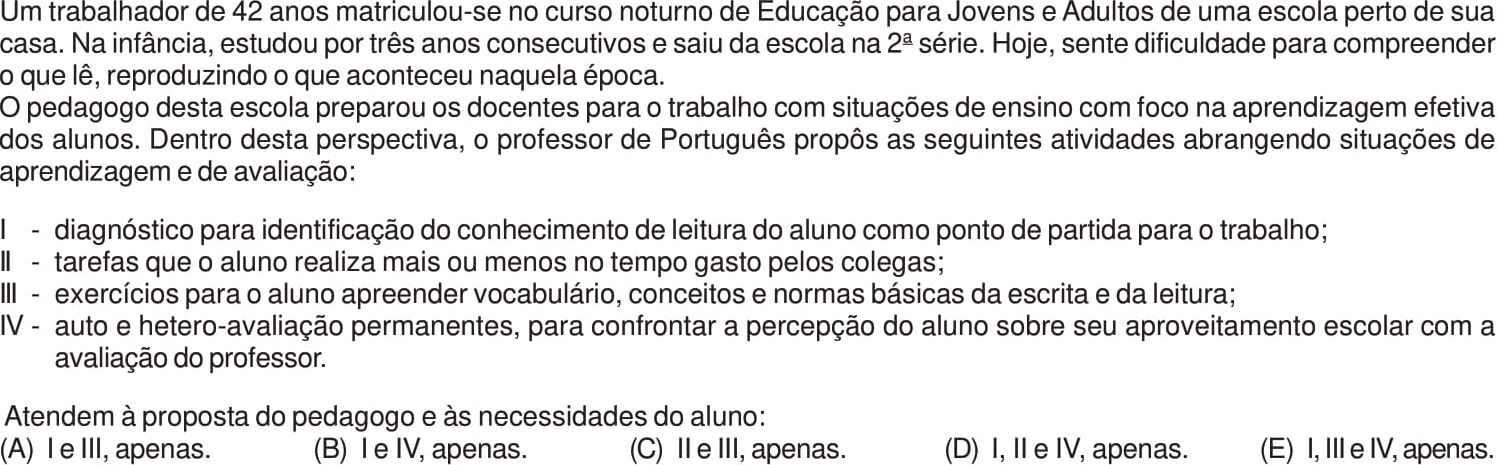 Um trabalhador de 42 anos matriculou-se no curso noturno de Educação para Jovens e Adultos de uma escola perto de sua
casa. Na infância, estudou por três anos consecutivos e saiu da escola na 2ª série. Hoje, sente dificuldade para compreender
o que lê, reproduzindo o que aconteceu naquela época.
O pedagogo desta escola preparou os docentes para o trabalho com situações de ensino com foco na aprendizagem efetiva
dos alunos. Dentro desta perspectiva, o professor de Português propôs as seguintes atividades abrangendo situações de
aprendizagem e de avaliação:
I - diagnóstico para identificação do conhecimento de leitura do aluno como ponto de partida para o trabalho;
II - tarefas que o aluno realiza mais ou menos no tempo gasto pelos colegas;
III - exercícios para o aluno apreender vocabulário, conceitos e normas básicas da escrita e da leitura;
IV - auto e hetero-avaliação permanentes, para confrontar a percepção do aluno sobre seu aproveitamento escolar com a
avaliação do professor.
Atendem à proposta do pedagogo e às necessidades do aluno:
(A) I e III, apenas. (B) I e IV, apenas. (C) II e III, apenas. (D) I, II e IV, apenas. (E) I, III e IV, apenas.